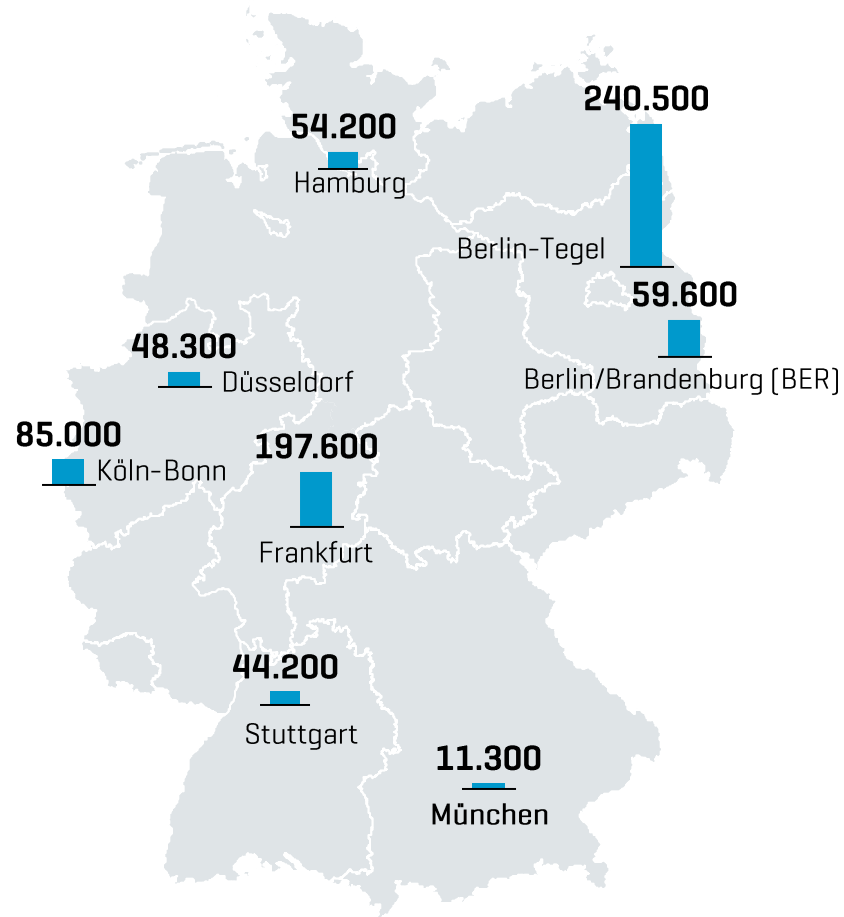 240.500
54.200
Hamburg
Berlin-Tegel
59.600
48.300
Düsseldorf
Berlin/Brandenburg (BER)
85.000
Köln-Bonn
197.600
Frankfurt
44.200
Stuttgart
11.300
München